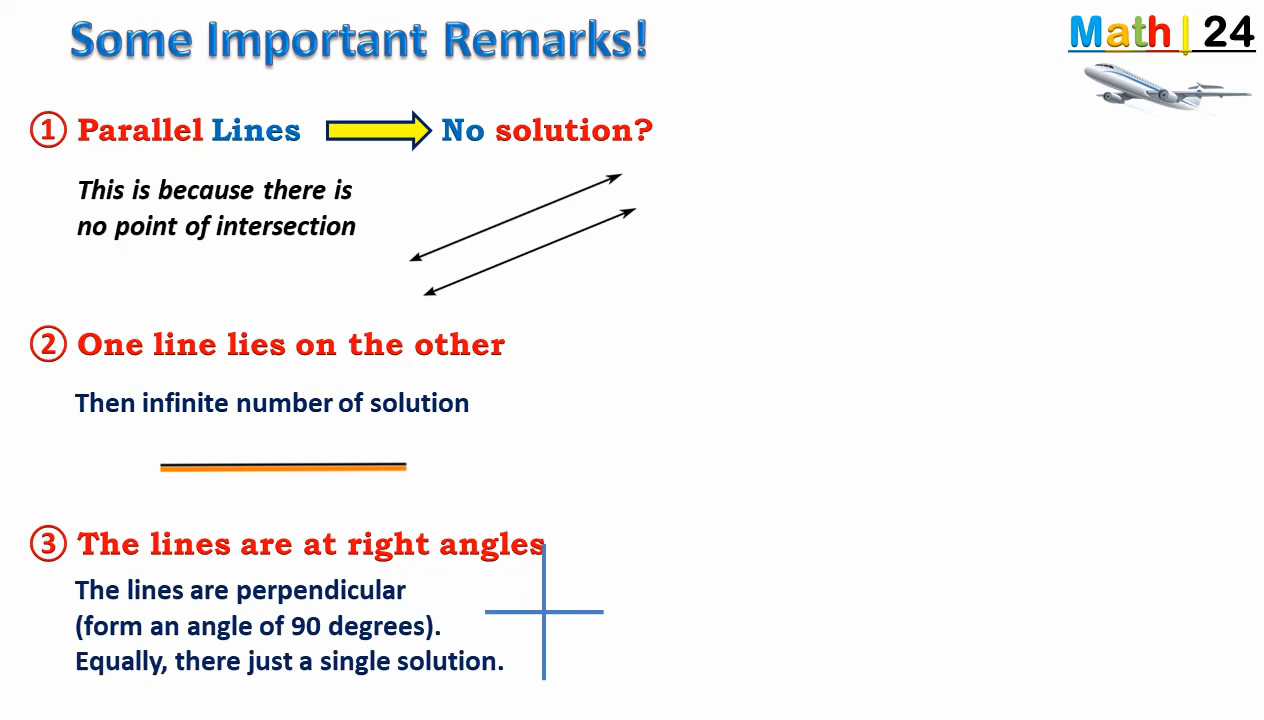 Some Important Remarks!
Math|24
① Parallel Lines No solution?
This is because there is
no point of intersection
② One line lies on the other
Then infinite number of solution
③ The lines are at right angles
The lines are perpendicular
(form an angle of 90 degrees).
Equally, there just a single solution.